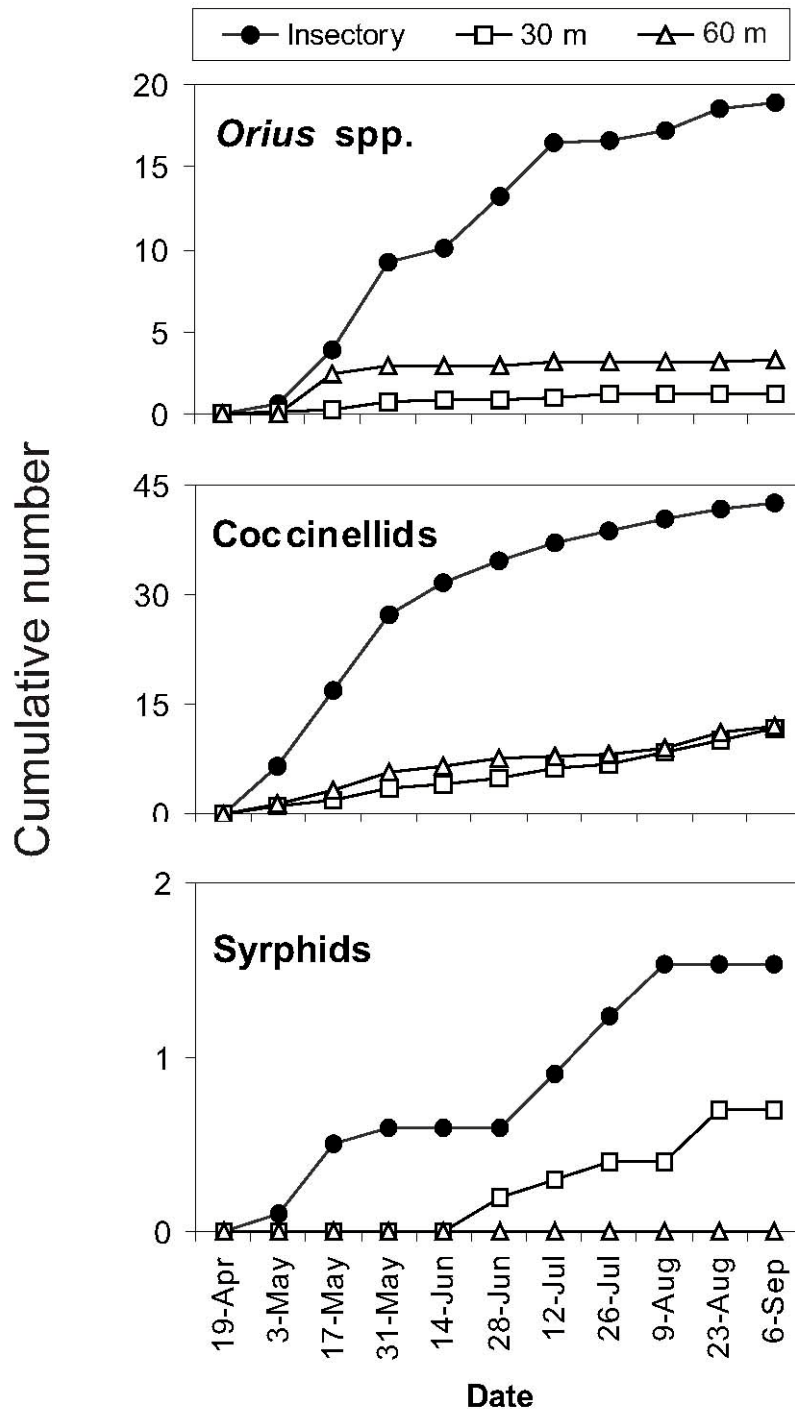 Insectory 30 m 60 m
20
Orius spp.
15
10
5
0
45
Coccinellids
30
15
0
2
Syrphids
1
0
Cumulative number
19-Apr
3-May
17-May
31-May
14-Jun
28-Jun
12-Jul
26-Jul
9-Aug
23-Aug
6-Sep
Date